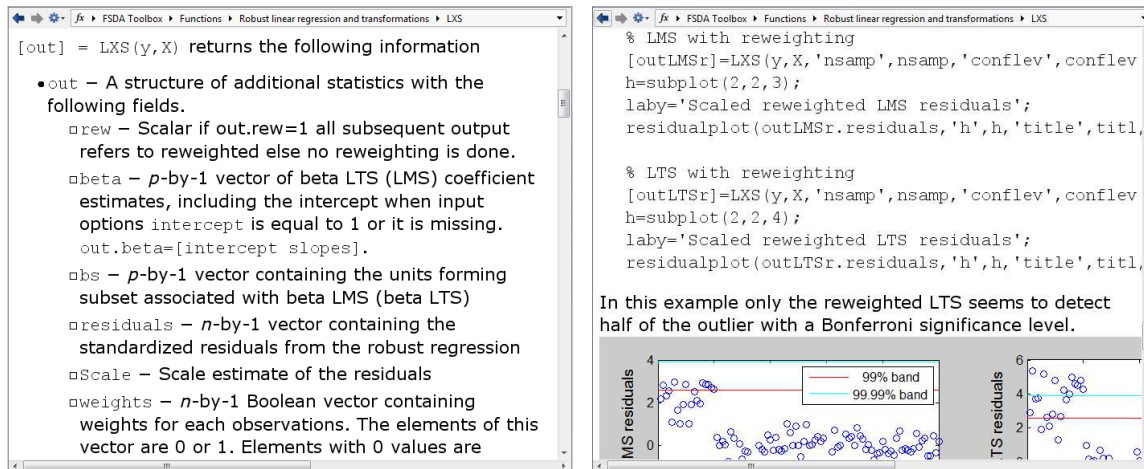 fx ▸ FSDA Toolbox ▸ Functions ▸ Robust linear regression and transformations ▸ LXS
[out] = LXS(y,X) returns the following information
• out – A structure of additional statistics with the
following fields.
▫ rew – Scalar if out.rew=1 all subsequent output
refers to reweighted else no reweighting is done.
▫ beta – p-by-1 vector of beta LTS (LMS) coefficient
estimates, including the intercept when input
options intercept is equal to 1 or it is missing.
out.beta=[intercept slopes].
▫ bs – p-by-1 vector containing the units forming
subset associated with beta LMS (beta LTS)
▫ residuals – n-by-1 vector containing the
standardized residuals from the robust regression
▫ Scale – Scale estimate of the residuals
▫ weights – n-by-1 Boolean vector containing
weights for each observations. The elements of this
vector are 0 or 1. Elements with 0 values are
fx ▸ FSDA Toolbox ▸ Functions ▸ Robust linear regression and transformations ▸ LXS
% LMS with reweighting
[outLMSr]=LXS(y,X,'nsamp',nsamp,'conflev',conflev
h=subplot(2,2,3);
laby='Scaled reweighted LMS residuals';
residualplot(outLMSr.residuals,'h',h,'title',titl,
% LTS with reweighting
[outLTSr]=LXS(y,X,'nsamp',nsamp,'conflev',conflev
h=subplot(2,2,4);
laby='Scaled reweighted LTS residuals';
residualplot(outLTSr.residuals,'h',h,'title',titl,
In this example only the reweighted LTS seems to detect
half of the outlier with a Bonferroni significance level.
4
2
0
MS residuals
99% band
99.99% band
6
4
2
0
TS residuals